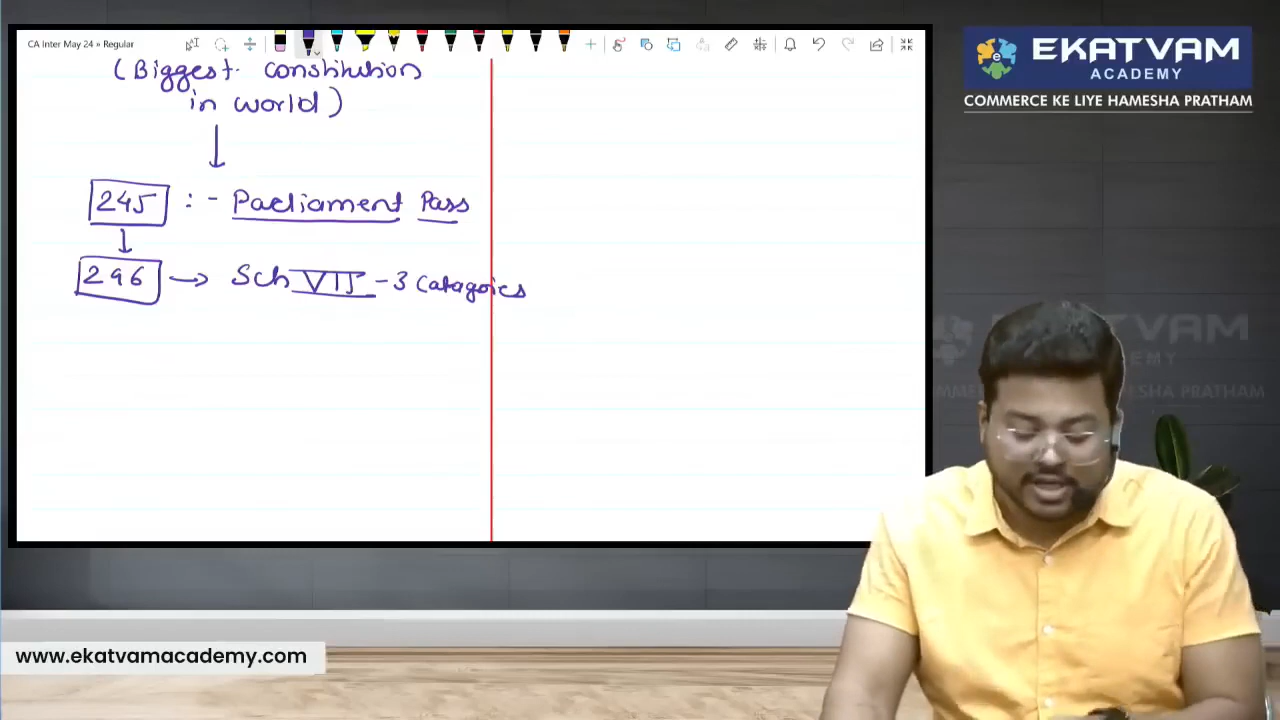 CA Inter May 24 » Regular
(Biggest constitution
in world)
245 :- Parliament Pass
296 → Sch VII - 3 Catagories
EKATVAM
ACADEMY
COMMERCE KE LIYE HAMESHA PRATHAM
www.ekatvamacademy.com